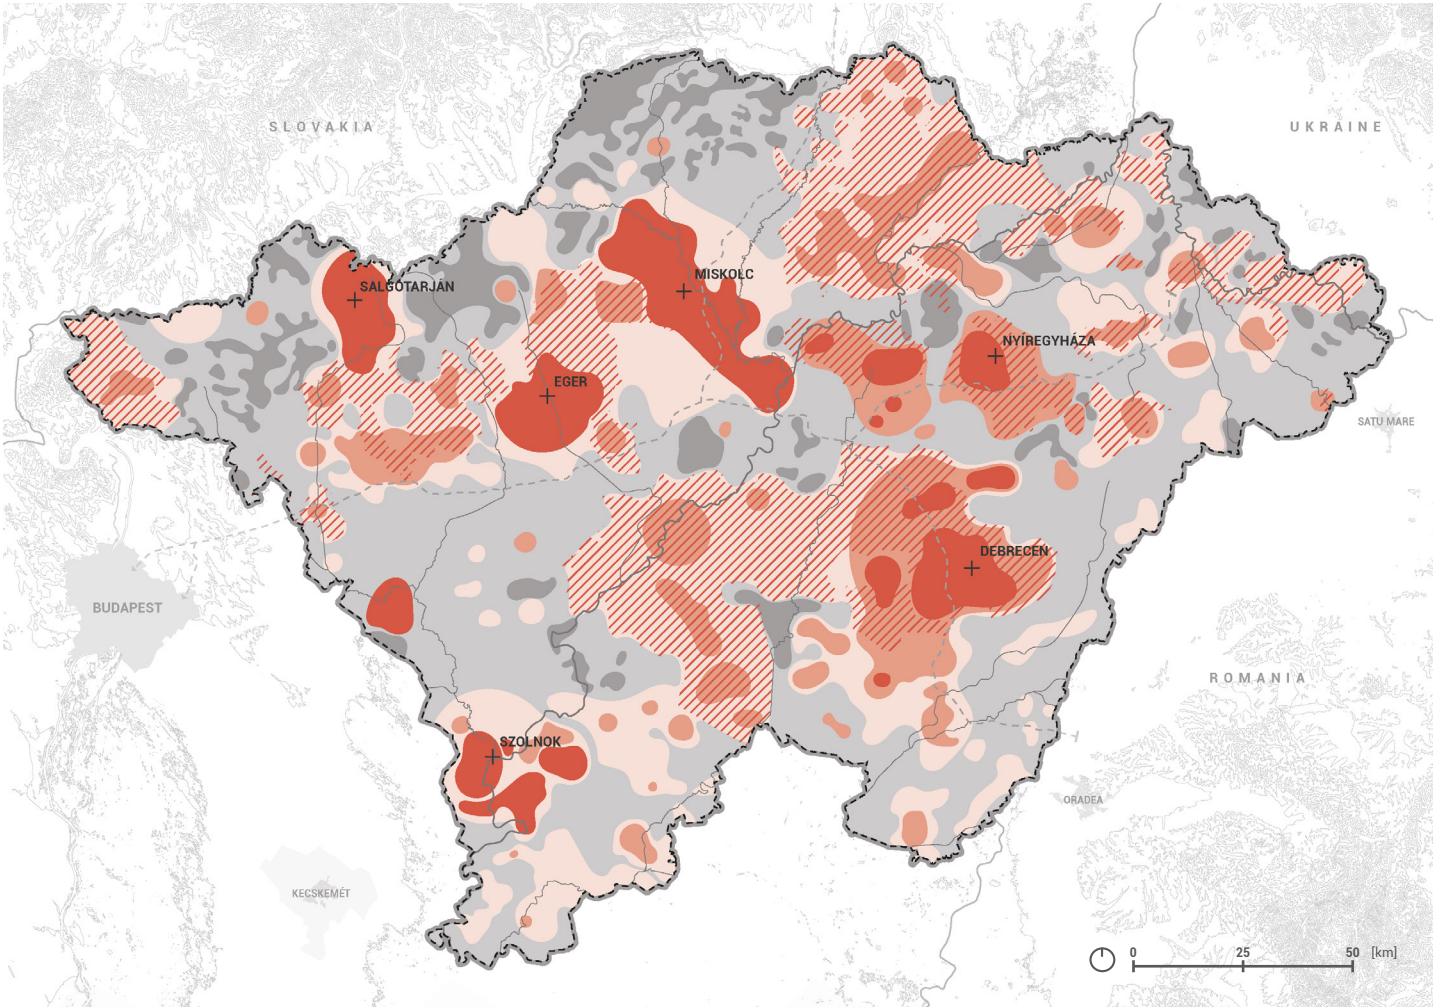 SLOVAKIA
UKRAINE
MISKOLC
SALGÓTARJÁN
NYÍREGYHÁZA
EGER
SATU MARE
DEBRECEN
BUDAPEST
ROMANIA
SZOLNOK
ORADEA
KECSKEMÉT
0 25 50 [km]